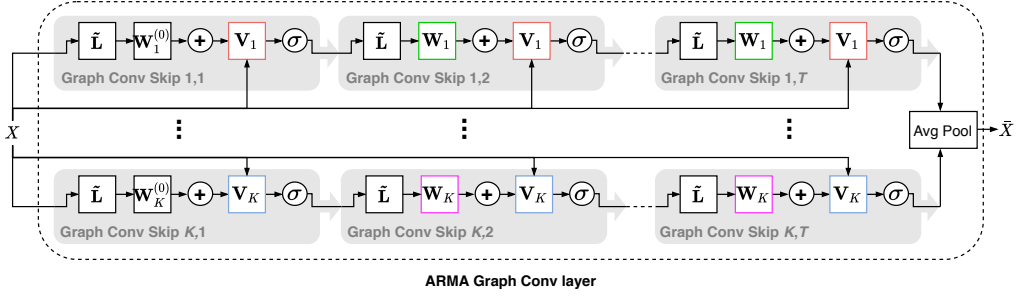 L̃ W₁⁽⁰⁾ + V₁ σ L̃ W₁ + V₁ σ L̃ W₁ + V₁ σ
Graph Conv Skip 1,1 Graph Conv Skip 1,2 Graph Conv Skip 1,T
X ⋮ ⋮ ⋮ Avg Pool X̄
L̃ W_K⁽⁰⁾ + V_K σ L̃ W_K + V_K σ L̃ W_K + V_K σ
Graph Conv Skip K,1 Graph Conv Skip K,2 Graph Conv Skip K,T
ARMA Graph Conv layer